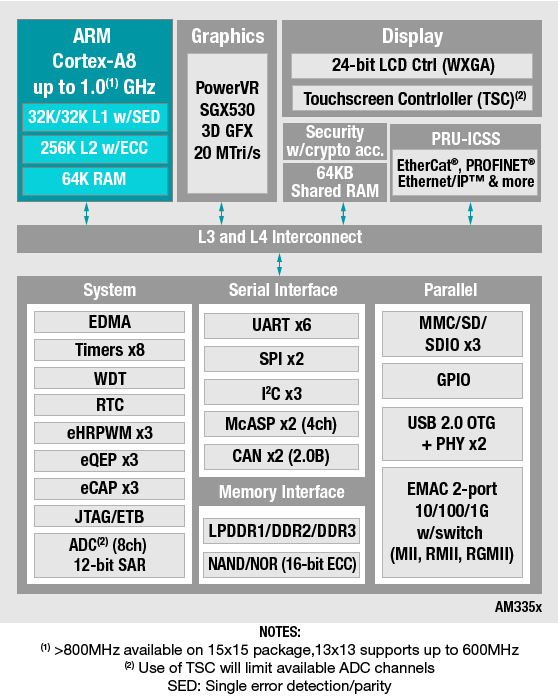 ARM
Cortex-A8
up to 1.0⁽¹⁾ GHz
32K/32K L1 w/SED
256K L2 w/ECC
64K RAM
Graphics
PowerVR
SGX530
3D GFX
20 MTri/s
Display
24-bit LCD Ctrl (WXGA)
Touchscreen Contrloller (TSC)⁽²⁾
Security
w/crypto acc.
64KB
Shared RAM
PRU-ICSS
EtherCat®, PROFINET®
Ethernet/IP™ & more
L3 and L4 Interconnect
System
EDMA
Timers x8
WDT
RTC
eHRPWM x3
eQEP x3
eCAP x3
JTAG/ETB
ADC⁽²⁾ (8ch)
12-bit SAR
Serial Interface
UART x6
SPI x2
I²C x3
McASP x2 (4ch)
CAN x2 (2.0B)
Memory Interface
LPDDR1/DDR2/DDR3
NAND/NOR (16-bit ECC)
Parallel
MMC/SD/
SDIO x3
GPIO
USB 2.0 OTG
+ PHY x2
EMAC 2-port
10/100/1G
w/switch
(MII, RMII, RGMII)
AM335x
NOTES:
⁽¹⁾ >800MHz available on 15x15 package,13x13 supports up to 600MHz
⁽²⁾ Use of TSC will limit available ADC channels
SED: Single error detection/parity